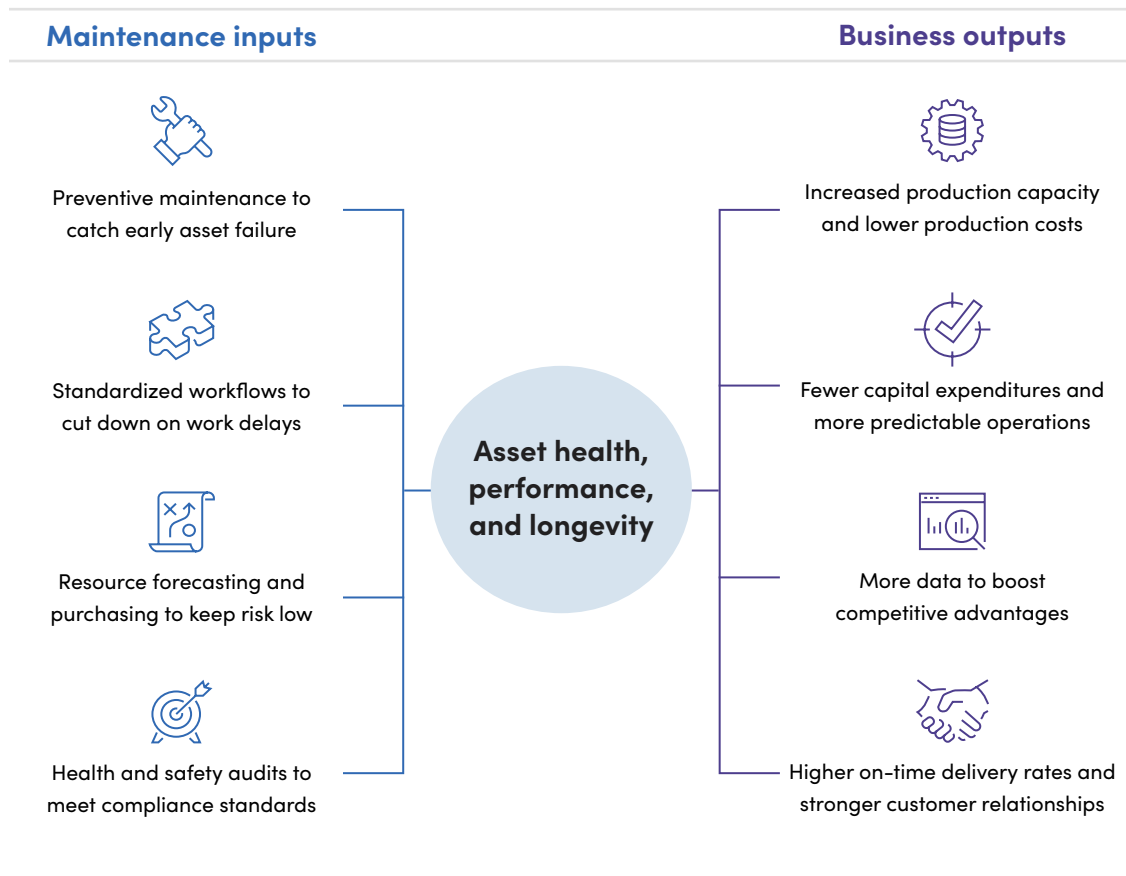 Maintenance inputs
Business outputs
Preventive maintenance to
catch early asset failure
Standardized workflows to
cut down on work delays
Resource forecasting and
purchasing to keep risk low
Health and safety audits to
meet compliance standards
Asset health,
performance,
and longevity
Increased production capacity
and lower production costs
Fewer capital expenditures and
more predictable operations
More data to boost
competitive advantages
Higher on-time delivery rates and
stronger customer relationships